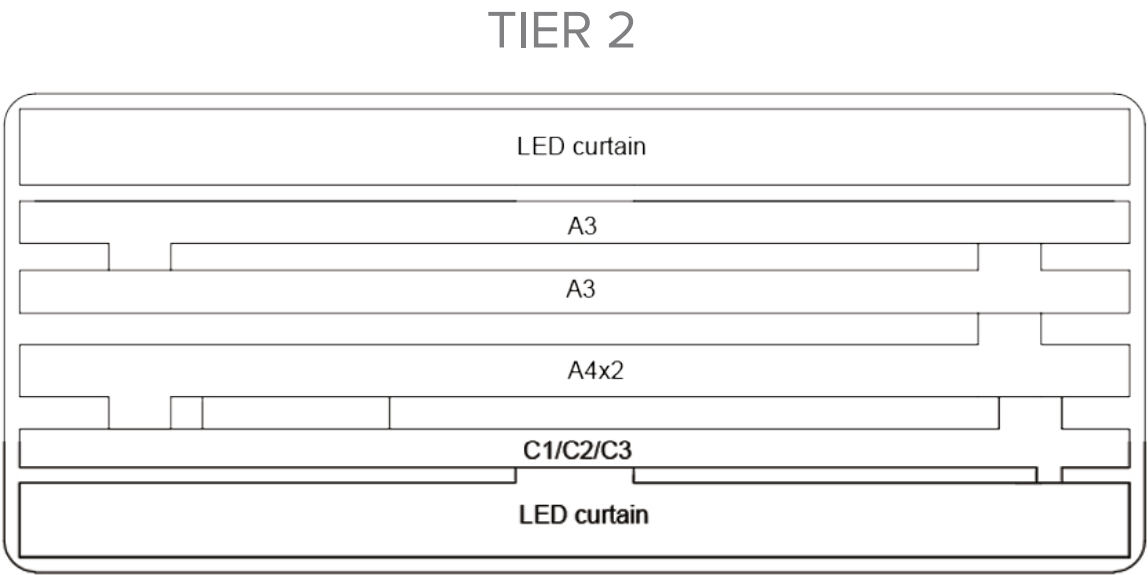 TIER 2
LED curtain
A3
A3
A4x2
C1/C2/C3
LED curtain